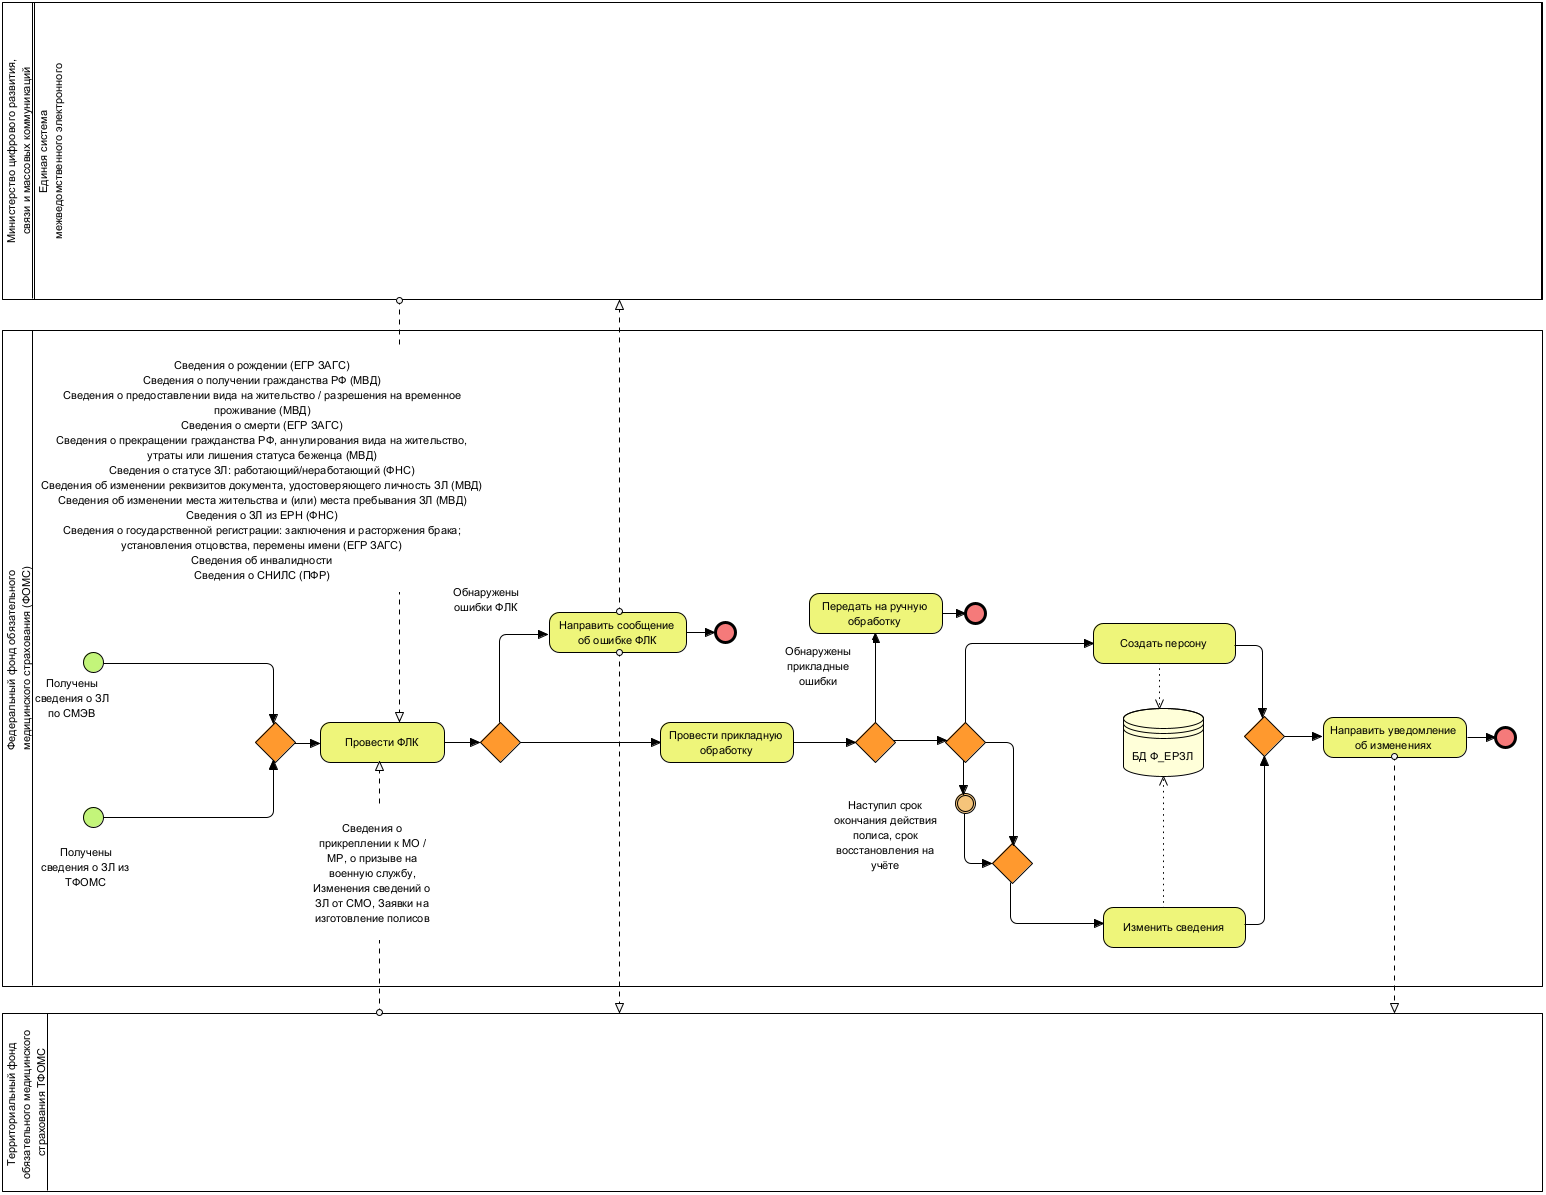 Министерство цифрового развития,
связи и массовых коммуникаций
Единая система
межведомственного электронного
Федеральный фонд обязательного
медицинского страхования (ФОМС)
Сведения о рождении (ЕГР ЗАГС)
Сведения о получении гражданства РФ (МВД)
Сведения о предоставлении вида на жительство / разрешения на временное
проживание (МВД)
Сведения о смерти (ЕГР ЗАГС)
Сведения о прекращении гражданства РФ, аннулирования вида на жительство,
утраты или лишения статуса беженца (МВД)
Сведения о статусе ЗЛ: работающий/неработающий (ФНС)
Сведения об изменении реквизитов документа, удостоверяющего личность ЗЛ (МВД)
Сведения об изменении места жительства и (или) места пребывания ЗЛ (МВД)
Сведения о ЗЛ из ЕРН (ФНС)
Сведения о государственной регистрации: заключения и расторжения брака;
установления отцовства, перемены имени (ЕГР ЗАГС)
Сведения об инвалидности
Сведения о СНИЛС (ПФР)
Получены
сведения о ЗЛ
по СМЭВ
Получены
сведения о ЗЛ из
ТФОМС
Провести ФЛК
Сведения о
прикреплении к МО /
МР, о призыве на
военную службу,
Изменения сведений о
ЗЛ от СМО, Заявки на
изготовление полисов
Обнаружены
ошибки ФЛК
Направить сообщение
об ошибке ФЛК
Провести прикладную
обработку
Обнаружены
прикладные
ошибки
Передать на ручную
обработку
Наступил срок
окончания действия
полиса, срок
восстановления на
учёте
Создать персону
БД Ф_ЕРЗЛ
Изменить сведения
Направить уведомление
об изменениях
Территориальный фонд
обязательного медицинского
страхования ТФОМС